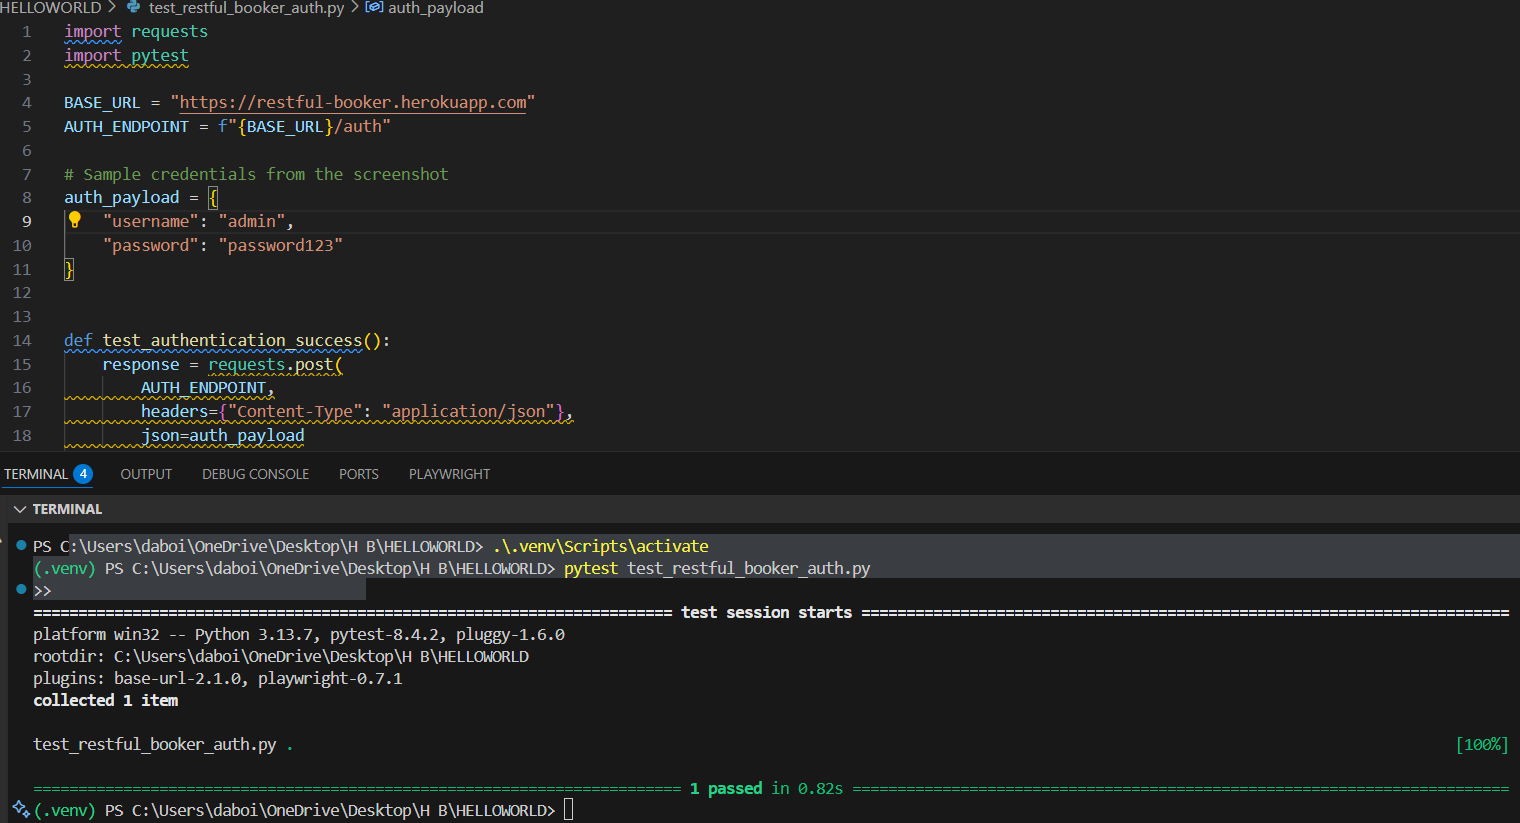 HELLOWORLD > test_restful_booker_auth.py > auth_payload
1 import requests
2 import pytest
3
4 BASE_URL = "https://restful-booker.herokuapp.com"
5 AUTH_ENDPOINT = f"{BASE_URL}/auth"
6
7 # Sample credentials from the screenshot
8 auth_payload = {
9     "username": "admin",
10     "password": "password123"
11 }
12
13
14 def test_authentication_success():
15     response = requests.post(
16         AUTH_ENDPOINT,
17         headers={"Content-Type": "application/json"},
18         json=auth_payload
TERMINAL 4 OUTPUT DEBUG CONSOLE PORTS PLAYWRIGHT
TERMINAL
PS C:\Users\daboi\OneDrive\Desktop\H B\HELLOWORLD> .\.venv\Scripts\activate
(.venv) PS C:\Users\daboi\OneDrive\Desktop\H B\HELLOWORLD> pytest test_restful_booker_auth.py
>>
=================================================================== test session starts ====================================================================
platform win32 -- Python 3.13.7, pytest-8.4.2, pluggy-1.6.0
rootdir: C:\Users\daboi\OneDrive\Desktop\H B\HELLOWORLD
plugins: base-url-2.1.0, playwright-0.7.1
collected 1 item
test_restful_booker_auth.py . [100%]
==================================================================== 1 passed in 0.82s =====================================================================
(.venv) PS C:\Users\daboi\OneDrive\Desktop\H B\HELLOWORLD>